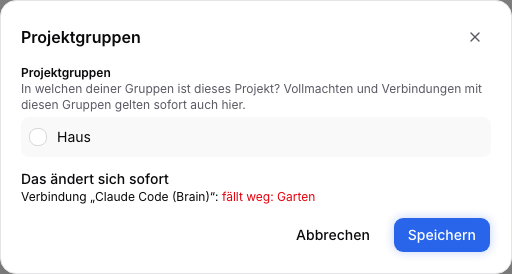 Projektgruppen
Projektgruppen
In welchen deiner Gruppen ist dieses Projekt? Vollmachten und Verbindungen mit
diesen Gruppen gelten sofort auch hier.
Haus
Das ändert sich sofort
Verbindung „Claude Code (Brain)“: fällt weg: Garten
Abbrechen
Speichern